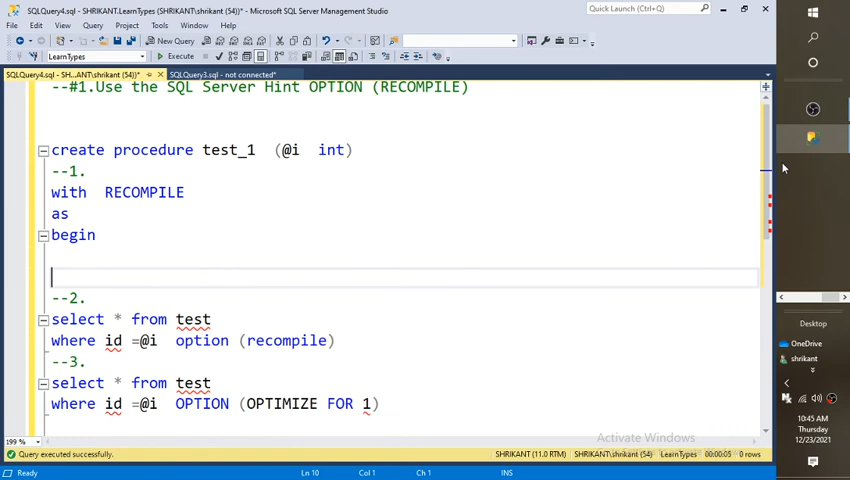 SQLQuery4.sql - SHRIKANT.LearnTypes (SHRIKANT\shrikant (54))* - Microsoft SQL Server Management Studio
Quick Launch (Ctrl+Q)
File Edit View Query Project Tools Window Help
New Query
LearnTypes
Execute
SQLQuery4.sql - SH...ANT\shrikant (54))*
SQLQuery3.sql - not connected*
--#1.Use the SQL Server Hint OPTION (RECOMPILE)
create procedure test_1 (@i int)
--1.
with RECOMPILE
as
begin
--2.
select * from test
where id =@i option (recompile)
--3.
select * from test
where id =@i OPTION (OPTIMIZE FOR 1)
199 %
Activate Windows
Query executed successfully.
SHRIKANT (11.0 RTM)
SHRIKANT\shrikant (54)
LearnTypes
00:00:05
0 rows
Ready
Ln 10
Col 1
Ch 1
INS
Desktop
OneDrive
shrikant
10:45 AM
Thursday
12/23/2021